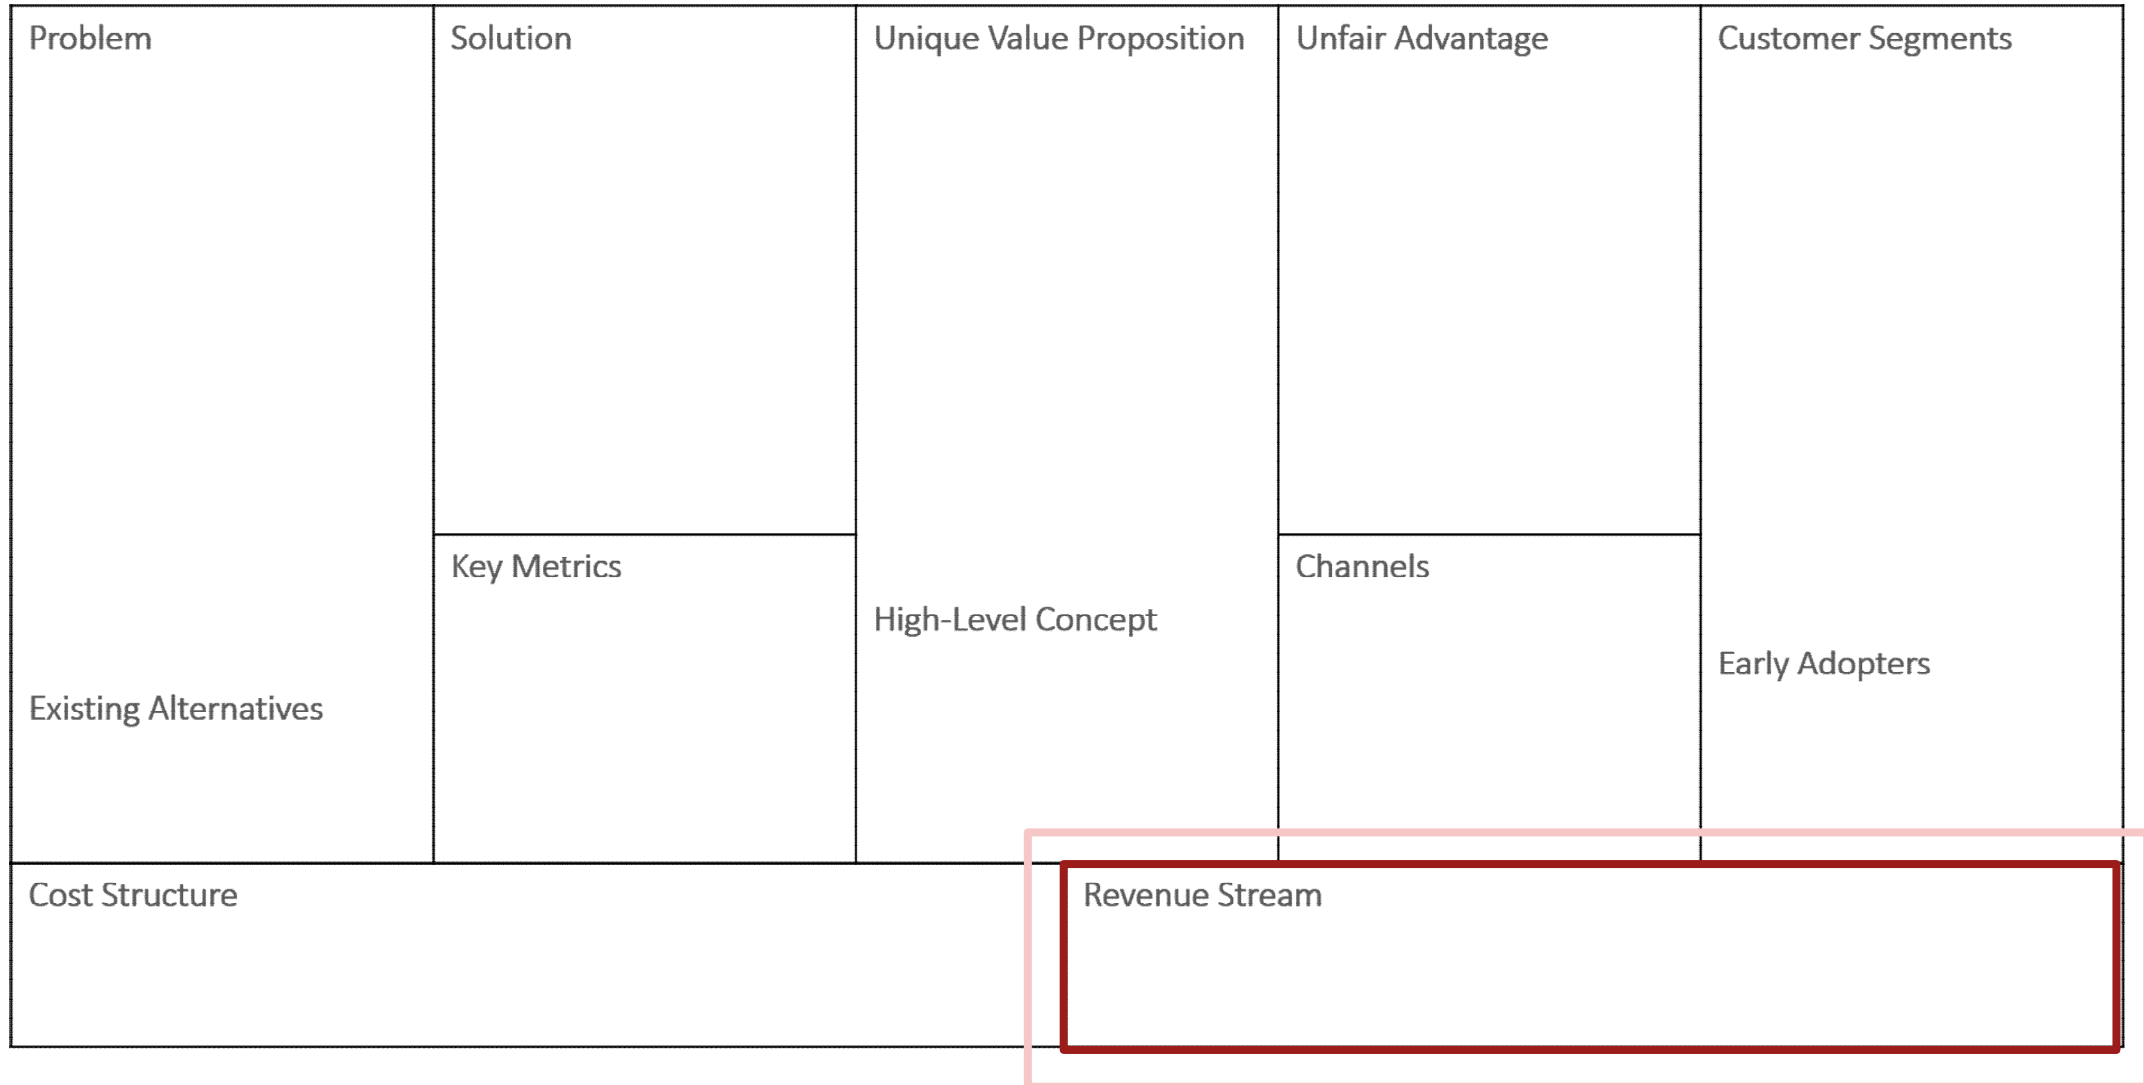 Problem
Existing Alternatives
Solution
Key Metrics
Unique Value Proposition
High-Level Concept
Unfair Advantage
Channels
Customer Segments
Early Adopters
Cost Structure
Revenue Stream